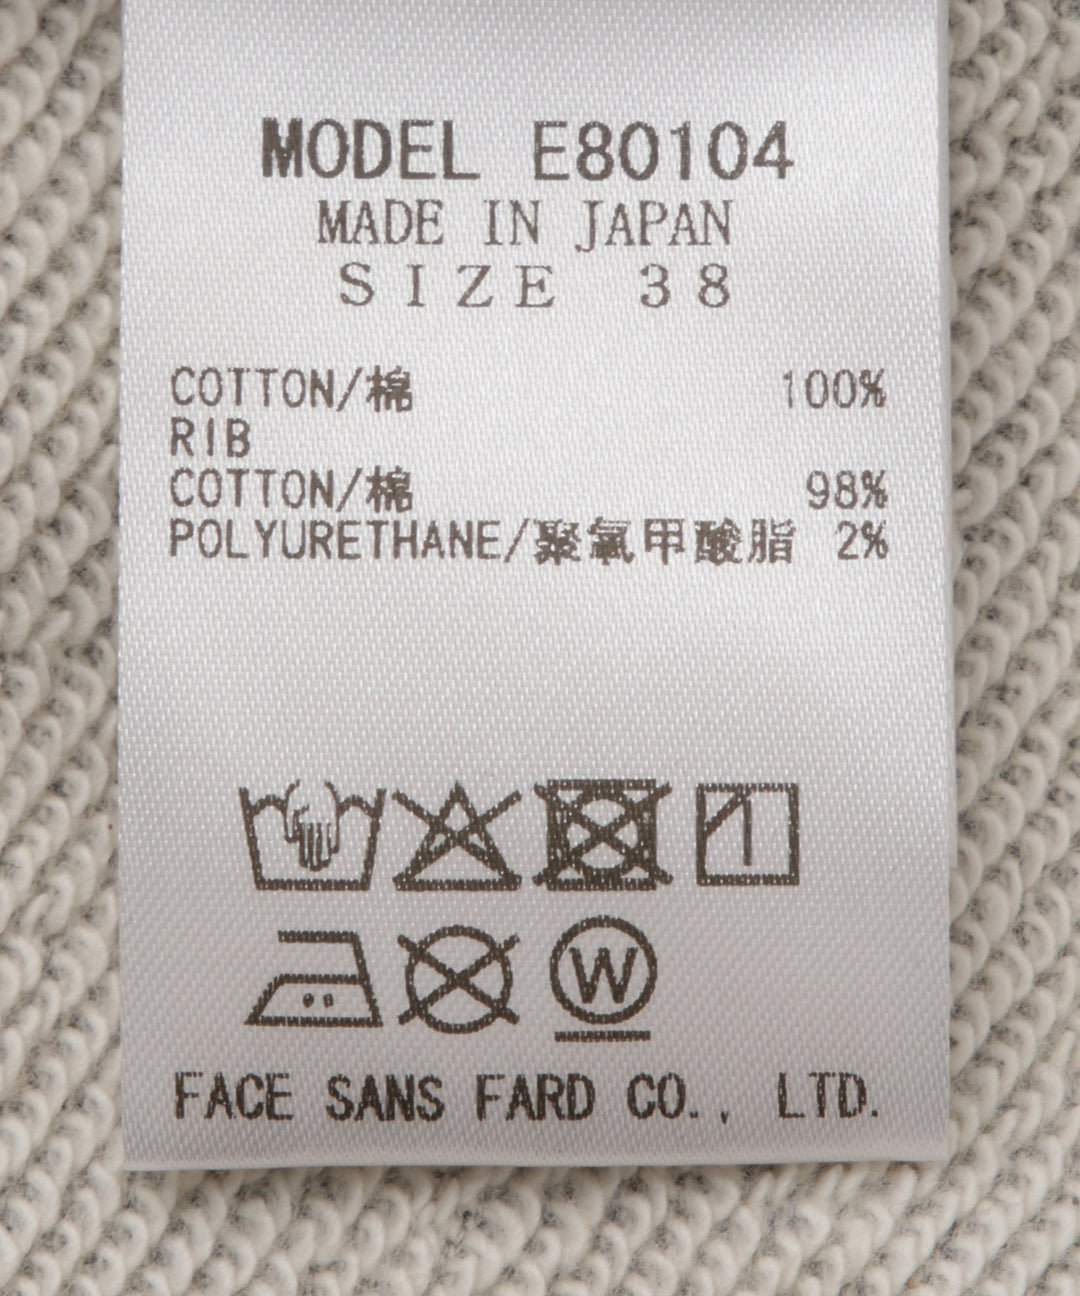 MODEL E80104
MADE IN JAPAN
SIZE 38
COTTON/棉 100%
RIB
COTTON/棉 98%
POLYURETHANE/聚氨甲酸脂 2%
W
FACE SANS FARD CO., LTD.